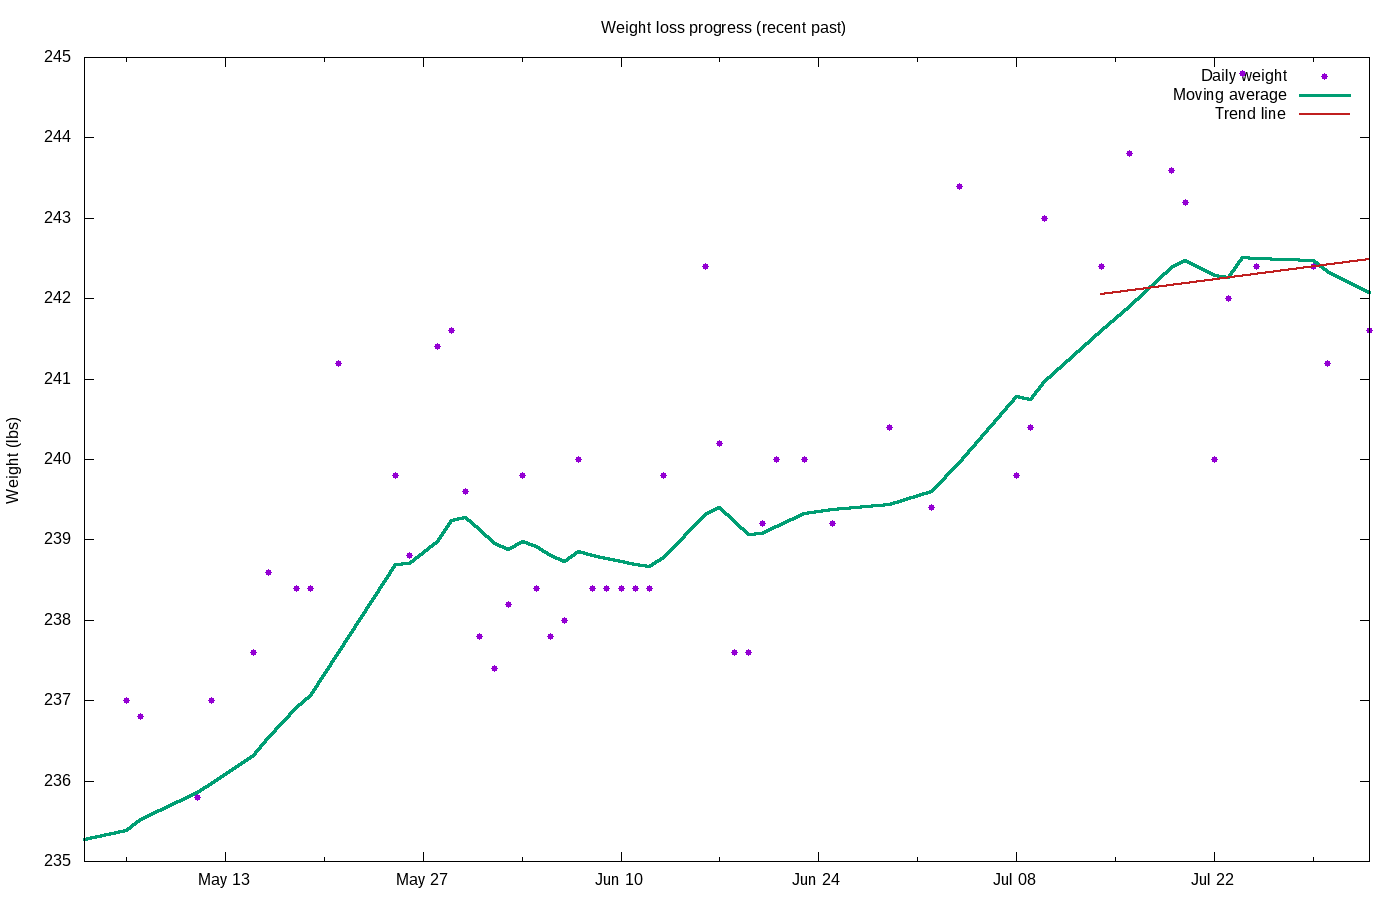 Weight loss progress (recent past)
245
244
243
242
241
240
239
238
237
236
235
Weight (lbs)
Daily weight
Moving average
Trend line
May 13
May 27
Jun 10
Jun 24
Jul 08
Jul 22